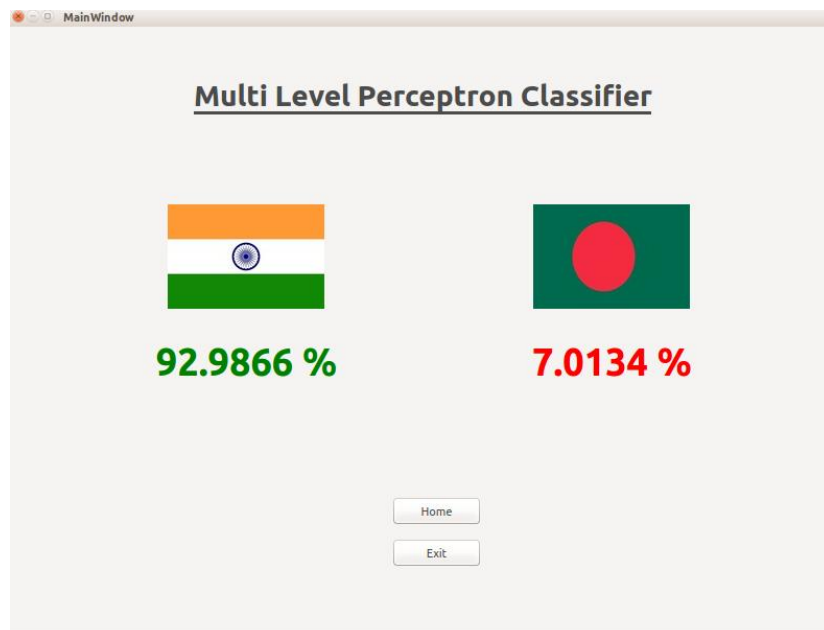 MainWindow
Multi Level Perceptron Classifier
92.9866 %
7.0134 %
Home
Exit